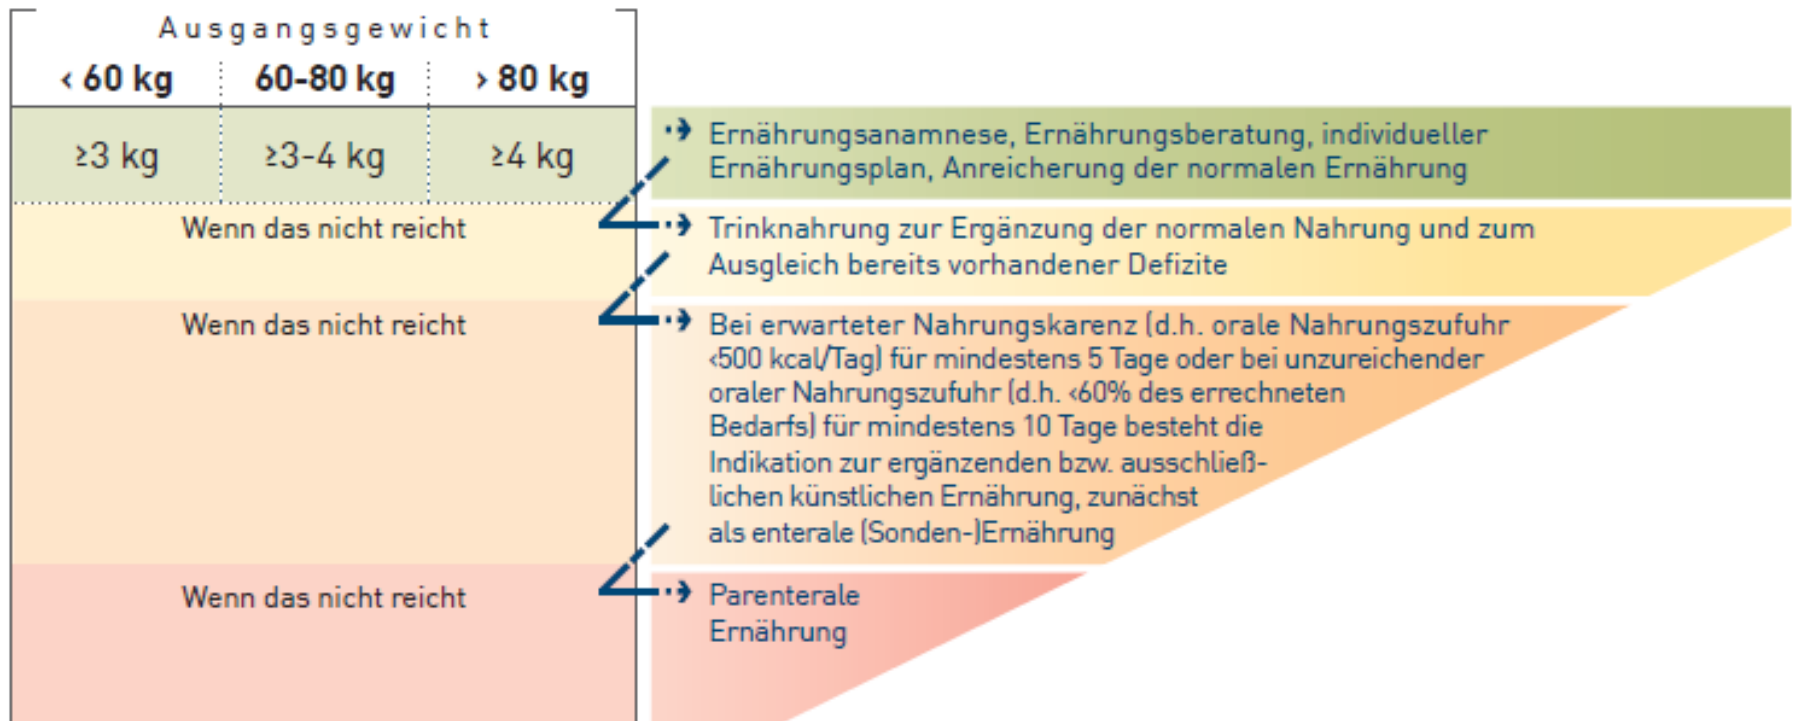 Ausgangsgewicht
< 60 kg 60-80 kg > 80 kg
≥3 kg ≥3-4 kg ≥4 kg
Ernährungsanamnese, Ernährungsberatung, individueller
Ernährungsplan, Anreicherung der normalen Ernährung
Wenn das nicht reicht
Trinknahrung zur Ergänzung der normalen Nahrung und zum
Ausgleich bereits vorhandener Defizite
Wenn das nicht reicht
Bei erwarteter Nahrungskarenz (d.h. orale Nahrungszufuhr
<500 kcal/Tag) für mindestens 5 Tage oder bei unzureichender
oraler Nahrungszufuhr (d.h. <60% des errechneten
Bedarfs) für mindestens 10 Tage besteht die
Indikation zur ergänzenden bzw. ausschließ-
lichen künstlichen Ernährung, zunächst
als enterale (Sonden-)Ernährung
Wenn das nicht reicht
Parenterale
Ernährung